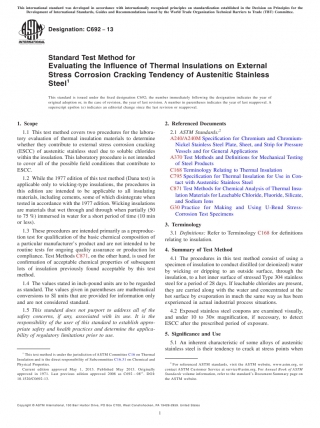 This international standard was developed in accordance with internationally recognized principles on standardization established in the Decision on Principles for the
Development of International Standards, Guides and Recommendations issued by the World Trade Organization Technical Barriers to Trade (TBT) Committee.
Designation: C692 − 13
Standard Test Method for
Evaluating the Influence of Thermal Insulations on External
Stress Corrosion Cracking Tendency of Austenitic Stainless
Steel1
This standard is issued under the fixed designation C692; the number immediately following the designation indicates the year of
original adoption or, in the case of revision, the year of last revision. A number in parentheses indicates the year of last reapproval. A
superscript epsilon (ε) indicates an editorial change since the last revision or reapproval.
1. Scope
1.1 This test method covers two procedures for the labora-
tory evaluation of thermal insulation materials to determine
whether they contribute to external stress corrosion cracking
(ESCC) of austenitic stainless steel due to soluble chlorides
within the insulation. This laboratory procedure is not intended
to cover all of the possible field conditions that contribute to
ESCC.
1.2 While the 1977 edition of this test method (Dana test) is
applicable only to wicking-type insulations, the procedures in
this edition are intended to be applicable to all insulating
materials, including cements, some of which disintegrate when
tested in accordance with the 1977 edition. Wicking insulations
are materials that wet through and through when partially (50
to 75 %) immersed in water for a short period of time (10 min
or less).
1.3 These procedures are intended primarily as a preproduc-
tion test for qualification of the basic chemical composition of
a particular manufacturer's product and are not intended to be
routine tests for ongoing quality assurance or production lot
compliance. Test Methods C871, on the other hand, is used for
confirmation of acceptable chemical properties of subsequent
lots of insulation previously found acceptable by this test
method.
1.4 The values stated in inch-pound units are to be regarded
as standard. The values given in parentheses are mathematical
conversions to SI units that are provided for information only
and are not considered standard.
1.5 This standard does not purport to address all of the
safety concerns, if any, associated with its use. It is the
responsibility of the user of this standard to establish appro-
priate safety and health practices and determine the applica-
bility of regulatory limitations prior to use.
1 This test method is under the jurisdiction of ASTM Committee C16 on Thermal
Insulation and is the direct responsibility of Subcommittee C16.31 on Chemical and
Physical Properties.
Current edition approved May 1, 2013. Published May 2013. Originally
approved in 1971. Last previous edition approved 2008 as C692 – 08
10.1520/C0692-13.
2. Referenced Documents
2.1 ASTM Standards:2
A240/A240M Specification for Chromium and Chromium-
Nickel Stainless Steel Plate, Sheet, and Strip for Pressure
Vessels and for General Applications
A370 Test Methods and Definitions for Mechanical Testing
of Steel Products
C168 Terminology Relating to Thermal Insulation
C795 Specification for Thermal Insulation for Use in Con-
tact with Austenitic Stainless Steel
C871 Test Methods for Chemical Analysis of Thermal Insu-
lation Materials for Leachable Chloride, Fluoride, Silicate,
and Sodium Ions
G30 Practice for Making and Using U-Bend Stress-
Corrosion Test Specimens
3. Terminology
3.1 Definitions: Refer to Terminology C168 for definitions
relating to insulation.
4. Summary of Test Method
4.1 The procedures in this test method consist of using a
specimen of insulation to conduct distilled (or deionized) water
by wicking or dripping to an outside surface, through the
insulation, to a hot inner surface of stressed Type 304 stainless
steel for a period of 28 days. If leachable chlorides are present,
they are carried along with the water and concentrated at the
hot surface by evaporation in much the same way as has been
experienced in actual industrial process situations.
4.2 Exposed stainless steel coupons are examined visually,
and under 10 to 30× magnification, if necessary, to detect
ESCC after the prescribed period of exposure.
5. Significance and Use
5.1 An inherent characteristic of some alloys of austenitic
stainless steel is their tendency to crack at stress points when
2 For referenced ASTM standards, visit the ASTM website, www.astm.org, or
contact ASTM Customer Service at service@astm.org. For Annual Book of ASTM
Standards volume information, refer to the standard's Document Summary page on
the ASTM website.
Copyright © ASTM International, 100 Barr Harbor Drive, PO Box C700, West Conshohocken, PA 19428-2959. United States
1